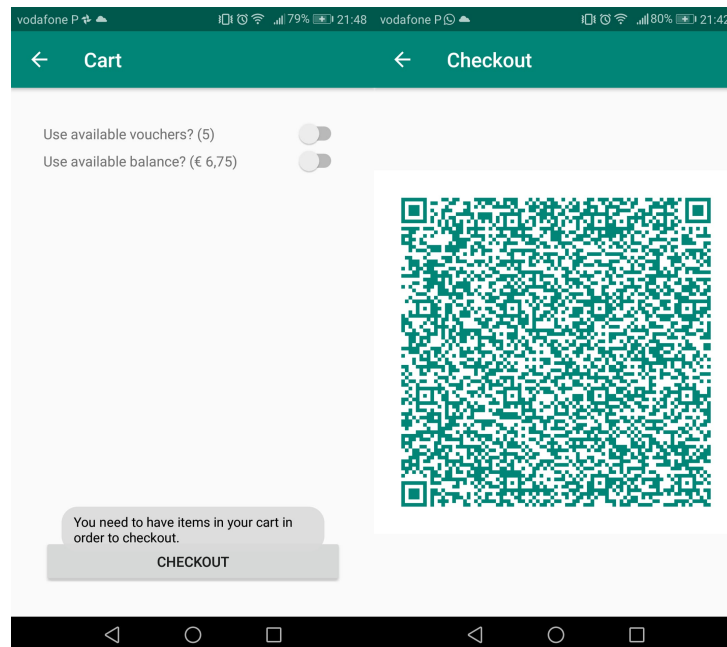 vodafone P 79% 21:48
Cart
Use available vouchers? (5)
Use available balance? (€ 6,75)
You need to have items in your cart in
order to checkout.
CHECKOUT
vodafone P 80% 21:42
Checkout